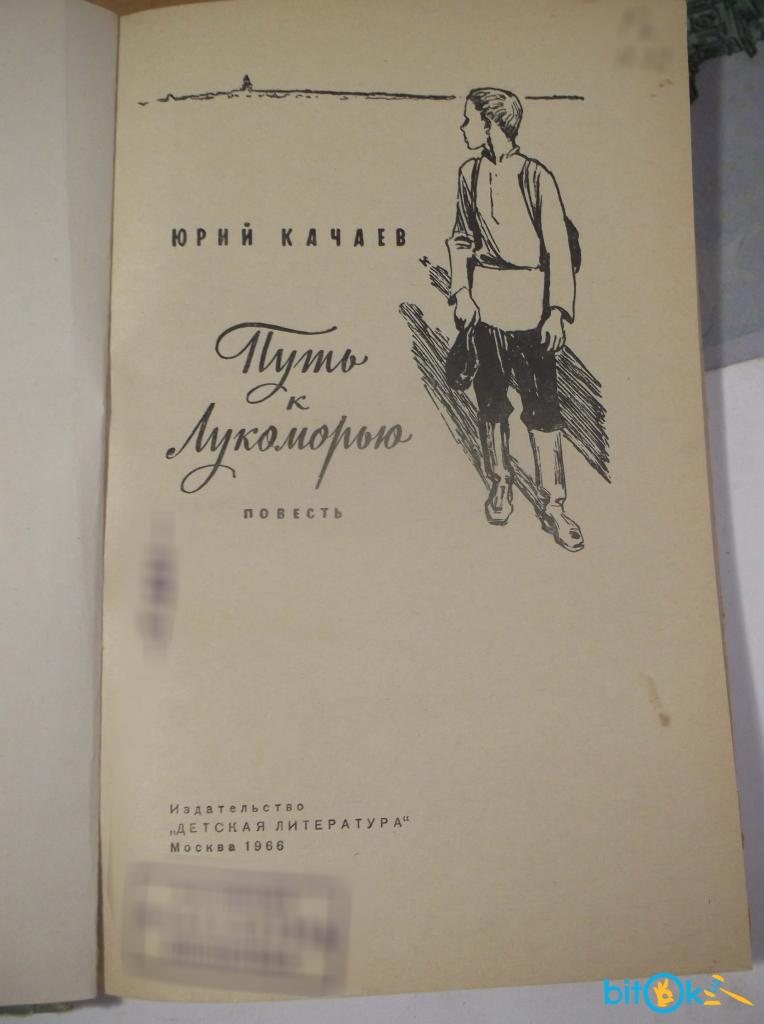 ЮРИЙ КАЧАЕВ
Путь
к
Лукоморью
ПОВЕСТЬ
Издательство
„ДЕТСКАЯ ЛИТЕРАТУРА“
Москва 1966
bitok